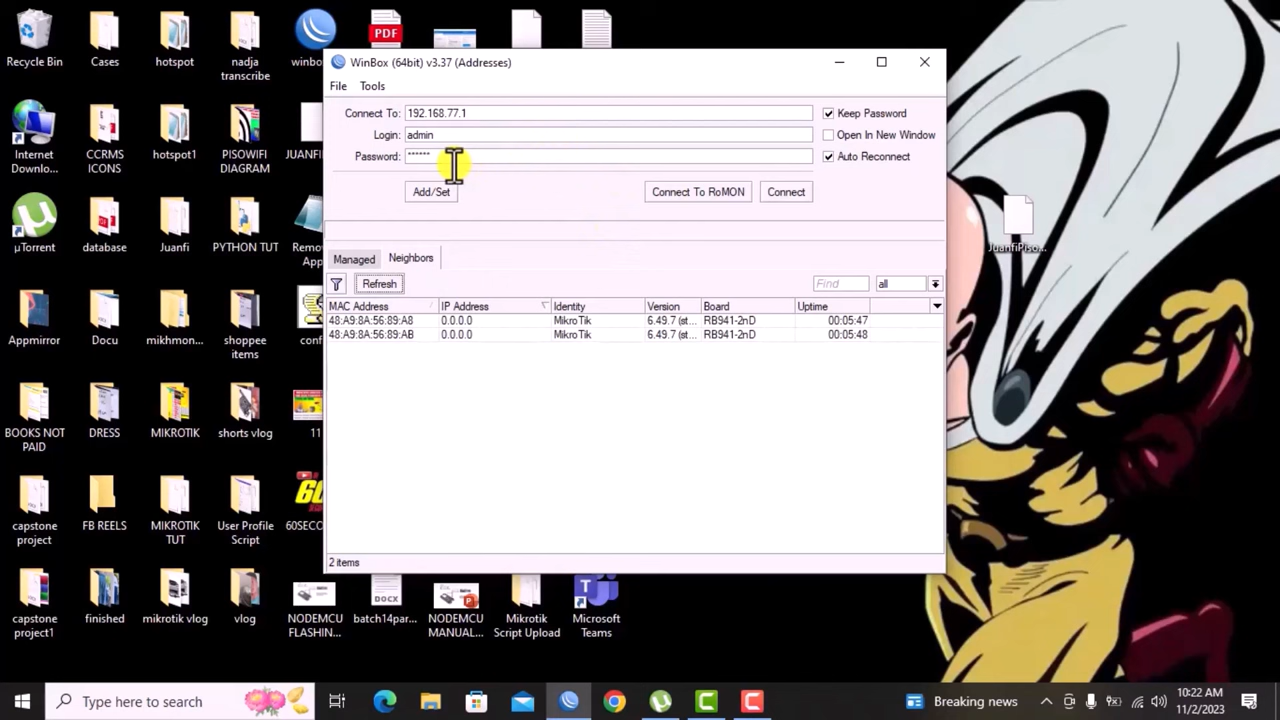 PDF
Recycle Bin
Cases
hotspot
nadja
transcribe
winbo
WinBox (64bit) v3.37 (Addresses)
File
Tools
Connect To:
192.168.77.1
Keep Password
Login:
admin
Open In New Window
Password:
******
Auto Reconnect
Add/Set
Connect To RoMON
Connect
Managed
Neighbors
Refresh
Find
all
MAC Address
IP Address
Identity
Version
Board
Uptime
48:A9:8A:56:89:A8
0.0.0.0
MikroTik
6.49.7 (st...
RB941-2nD
00:05:47
48:A9:8A:56:89:AB
0.0.0.0
MikroTik
6.49.7 (st...
RB941-2nD
00:05:48
2 items
Internet
Downlo...
CCRMS
ICONS
hotspot1
PISOWIFI
DIAGRAM
JUANFI
µTorrent
database
Juanfi
PYTHON TUT
Remo
App
JuanfiPiso...
Appmirror
Docu
mikhmon
shoppee
items
conf
BOOKS NOT
PAID
DRESS
MIKROTIK
shorts vlog
11
capstone
project
FB REELS
MIKROTIK
TUT
User Profile
Script
60SECO
capstone
project1
finished
mikrotik vlog
vlog
NODEMCU
FLASHIN...
DOCX
batch14par...
NODEMCU
MANUAL...
Mikrotik
Script Upload
Microsoft
Teams
Type here to search
Breaking news
10:22 AM
11/2/2023